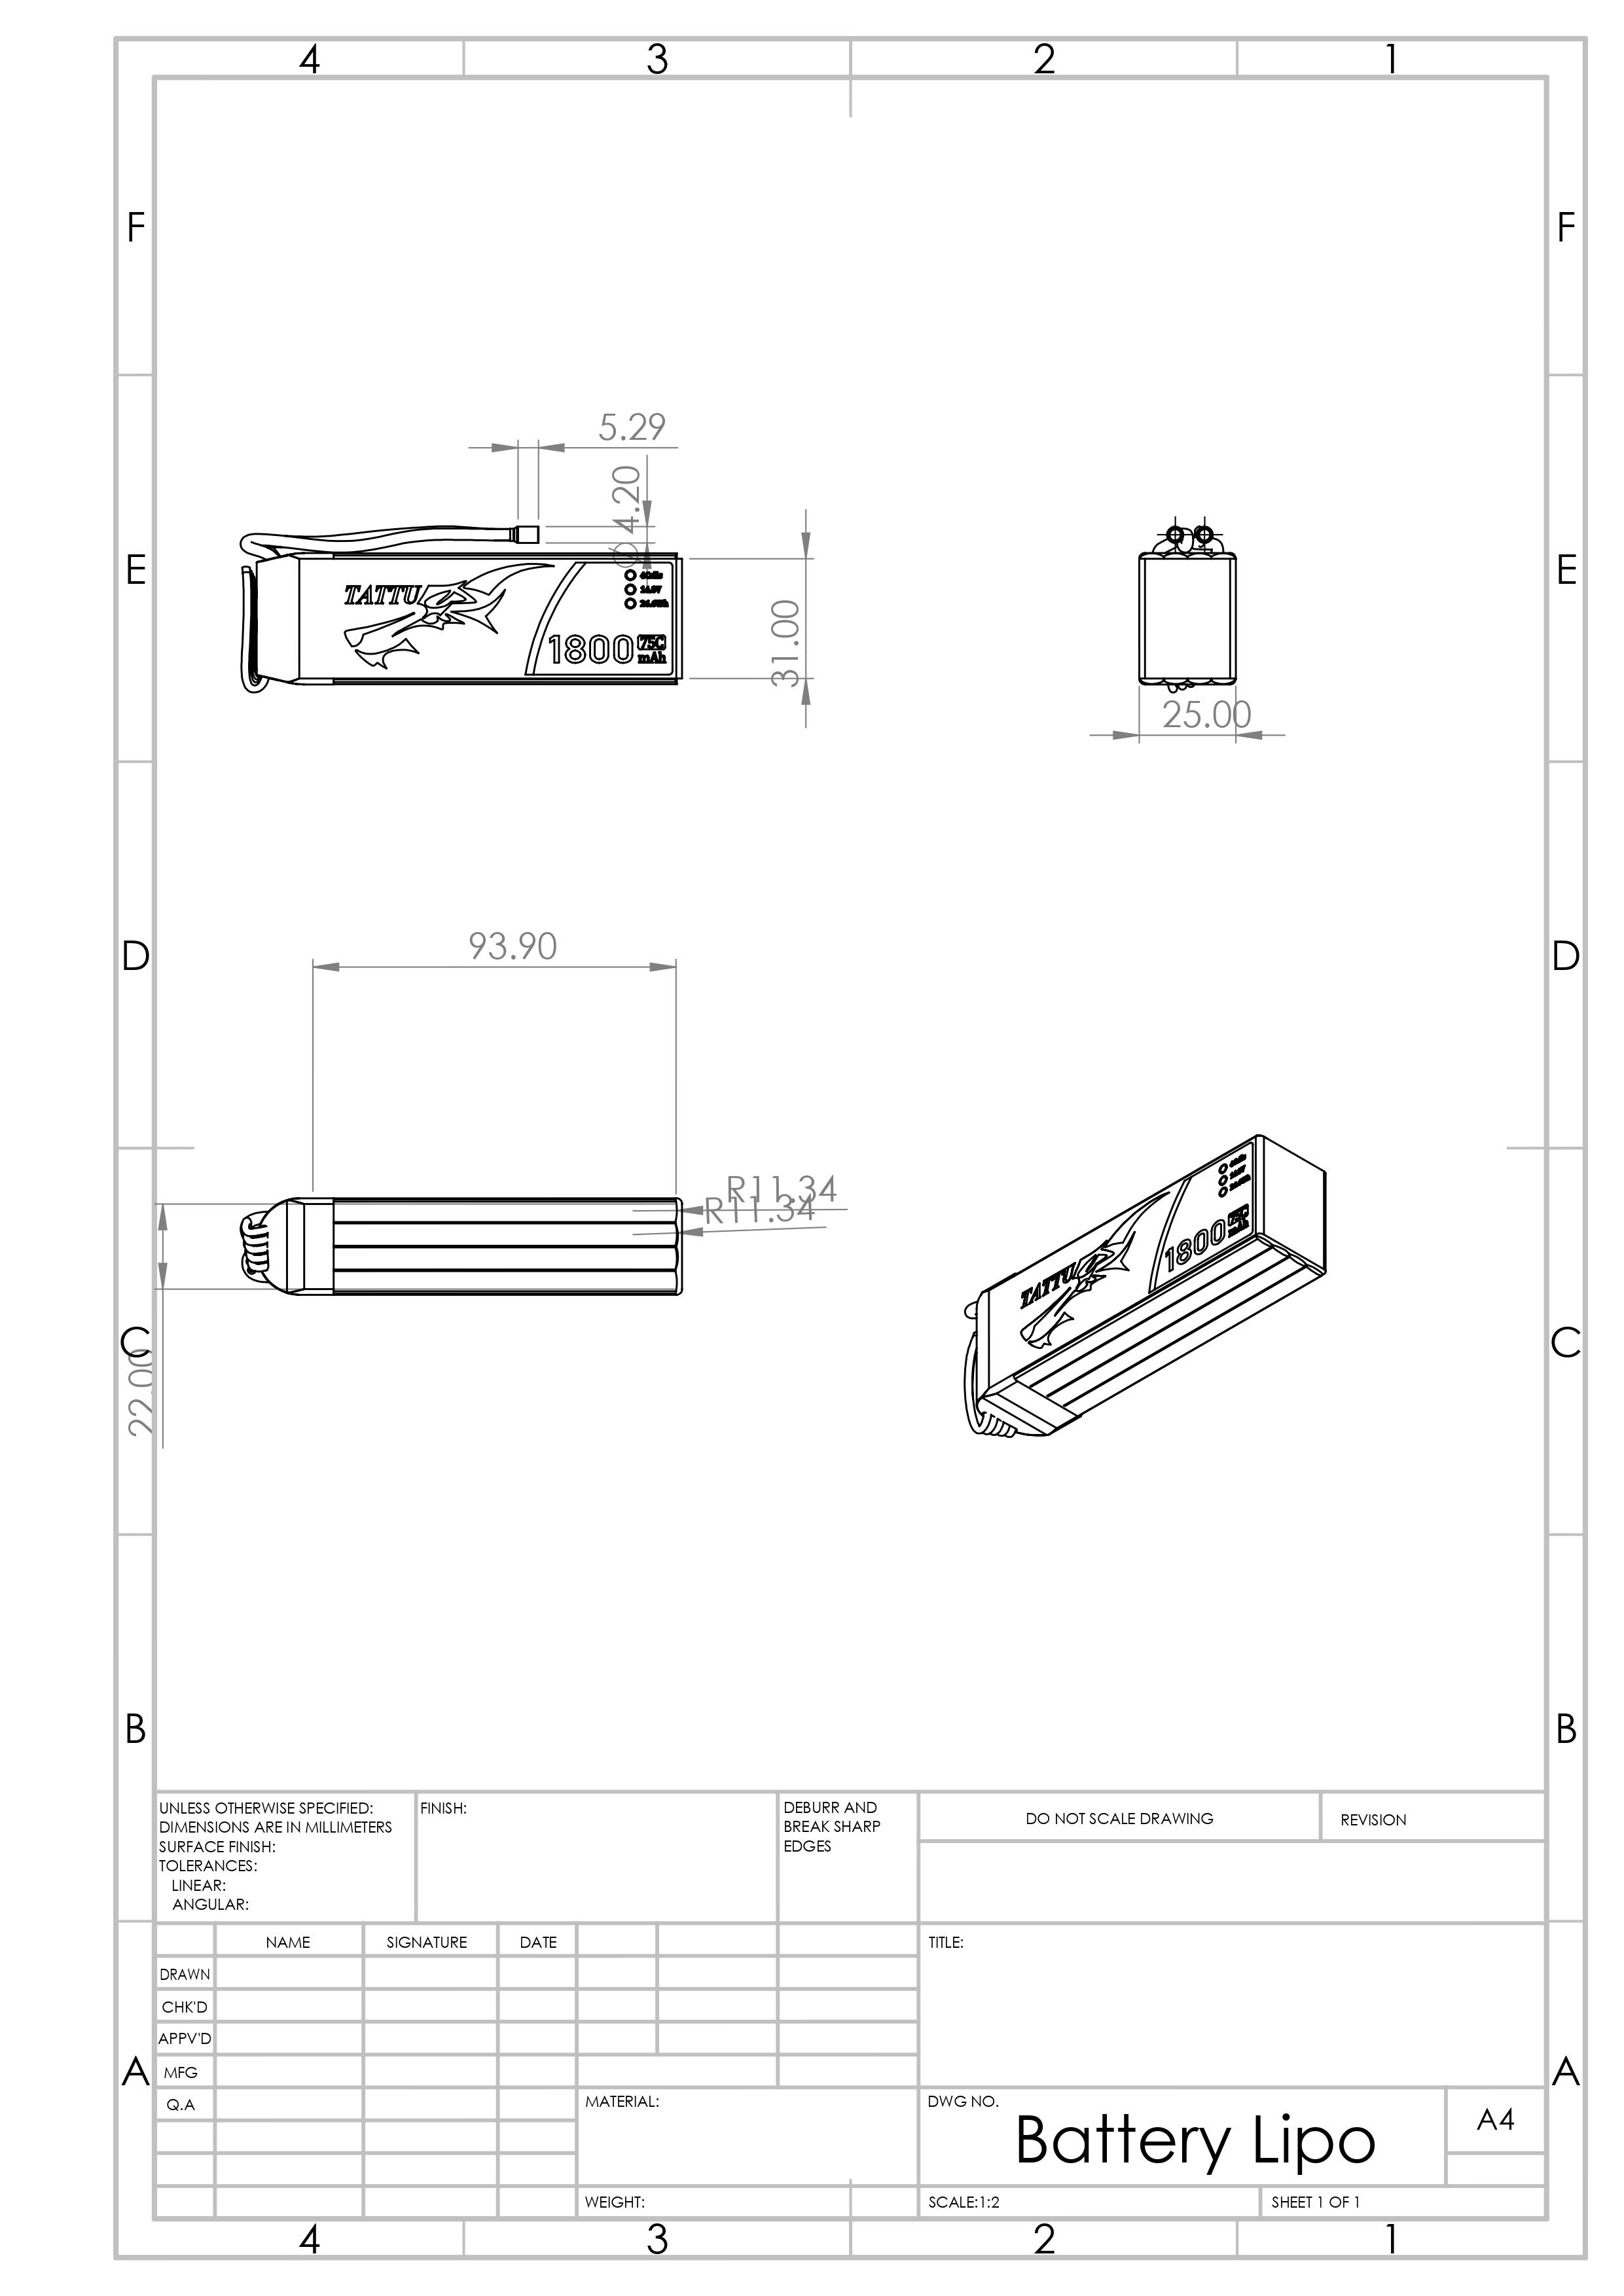 4 3 2 1
F F
5.29
⌀4.20
E E
TATTU
1800 75C
mAh
31.00
25.00
D D
93.90
R11.34
R11.34
TATTU
1800 75C
mAh
C C
22.00
B B
UNLESS OTHERWISE SPECIFIED:
DIMENSIONS ARE IN MILLIMETERS
SURFACE FINISH:
TOLERANCES:
LINEAR:
ANGULAR:
FINISH:
DEBURR AND
BREAK SHARP
EDGES
DO NOT SCALE DRAWING
REVISION
NAME SIGNATURE DATE
TITLE:
DRAWN
CHK'D
APPV'D
MFG
Q.A
A A
MATERIAL:
DWG NO.
Battery Lipo
A4
WEIGHT:
SCALE:1:2
SHEET 1 OF 1
4 3 2 1